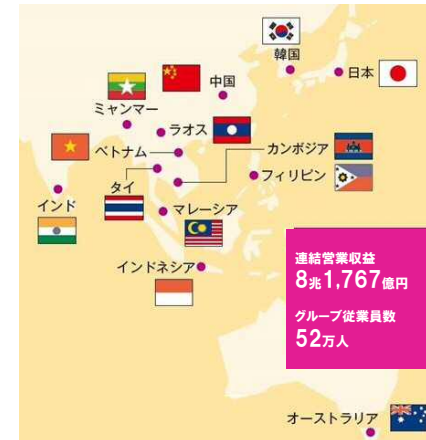 韓国
日本
中国
ミャンマー
ラオス
ベトナム
カンボジア
フィリピン
タイ
インド
マレーシア
インドネシア
連結営業収益
8兆1,767億円
グループ従業員数
52万人
オーストラリア